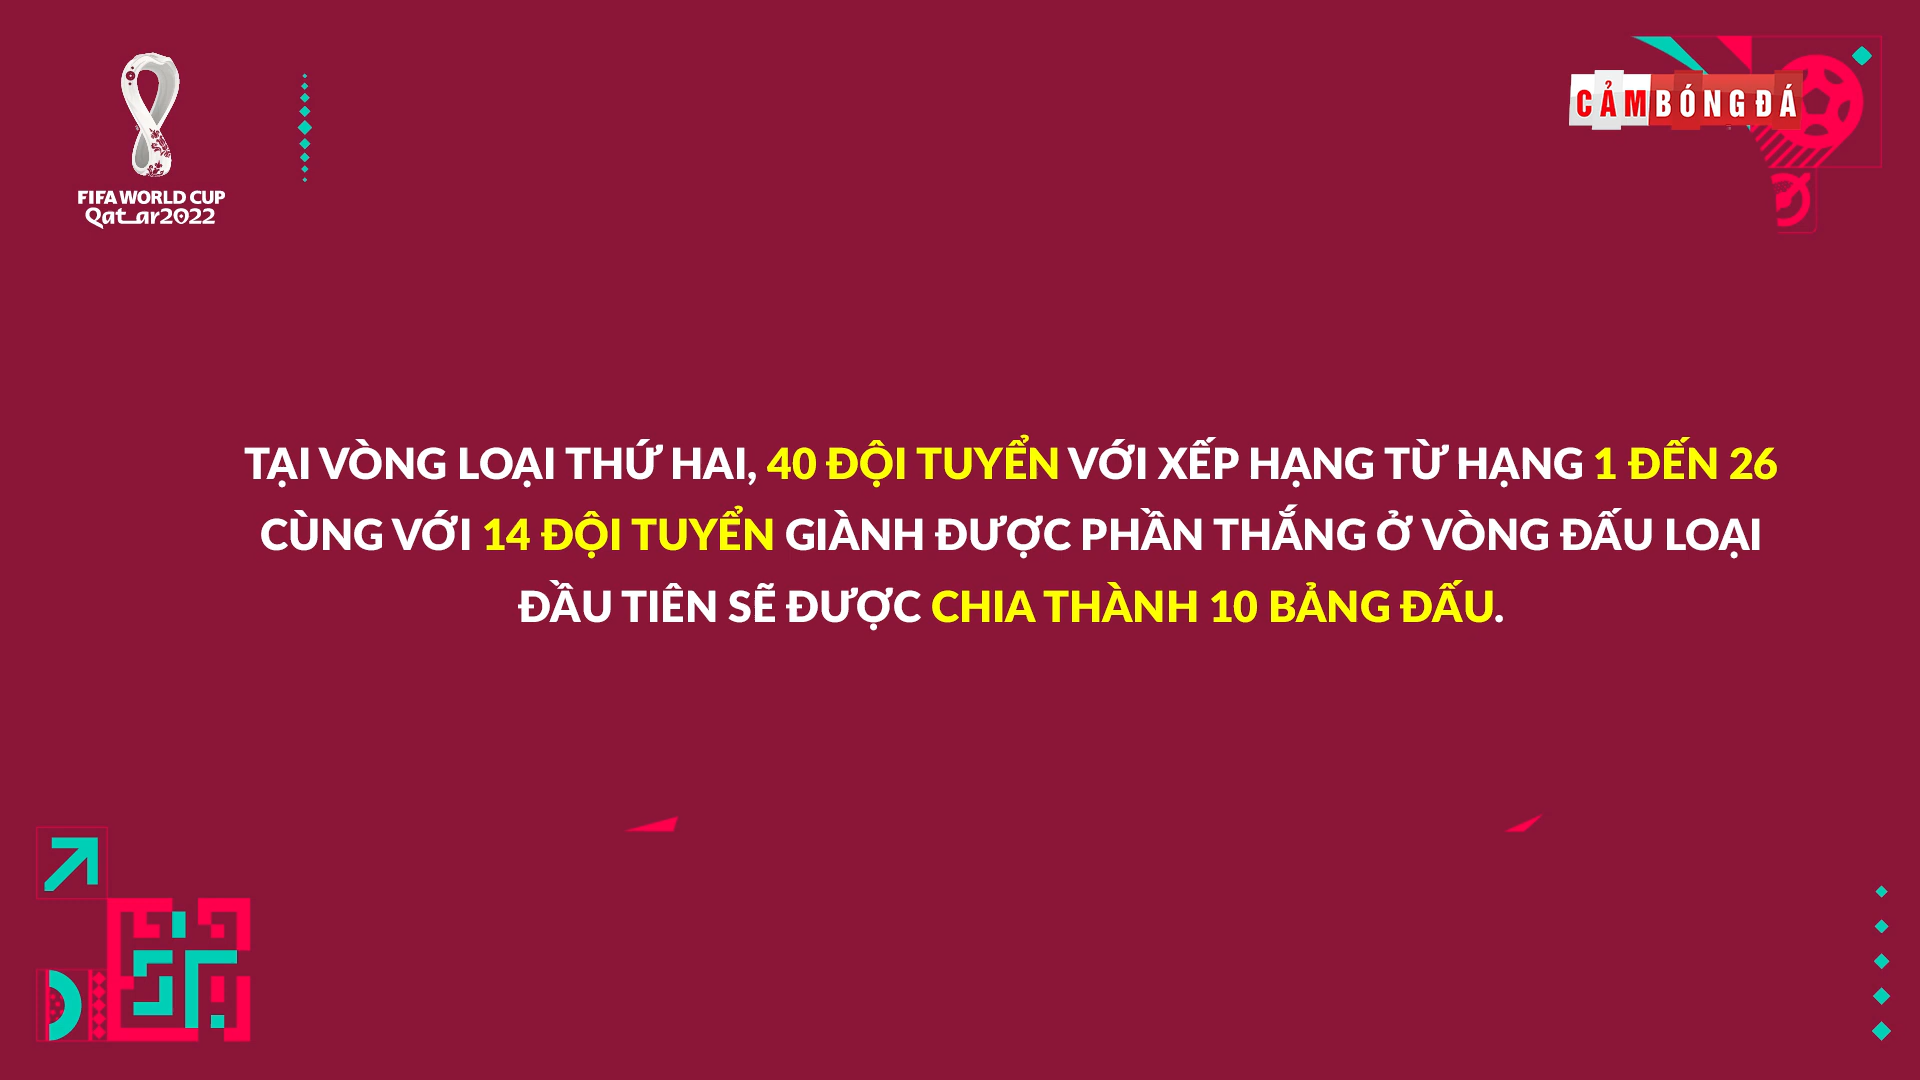 FIFA WORLD CUP
Qatar2022
CẢM BÓNG ĐÁ
TẠI VÒNG LOẠI THỨ HAI, 40 ĐỘI TUYỂN VỚI XẾP HẠNG TỪ HẠNG 1 ĐẾN 26
CÙNG VỚI 14 ĐỘI TUYỂN GIÀNH ĐƯỢC PHẦN THẮNG Ở VÒNG ĐẤU LOẠI
ĐẦU TIÊN SẼ ĐƯỢC CHIA THÀNH 10 BẢNG ĐẤU.